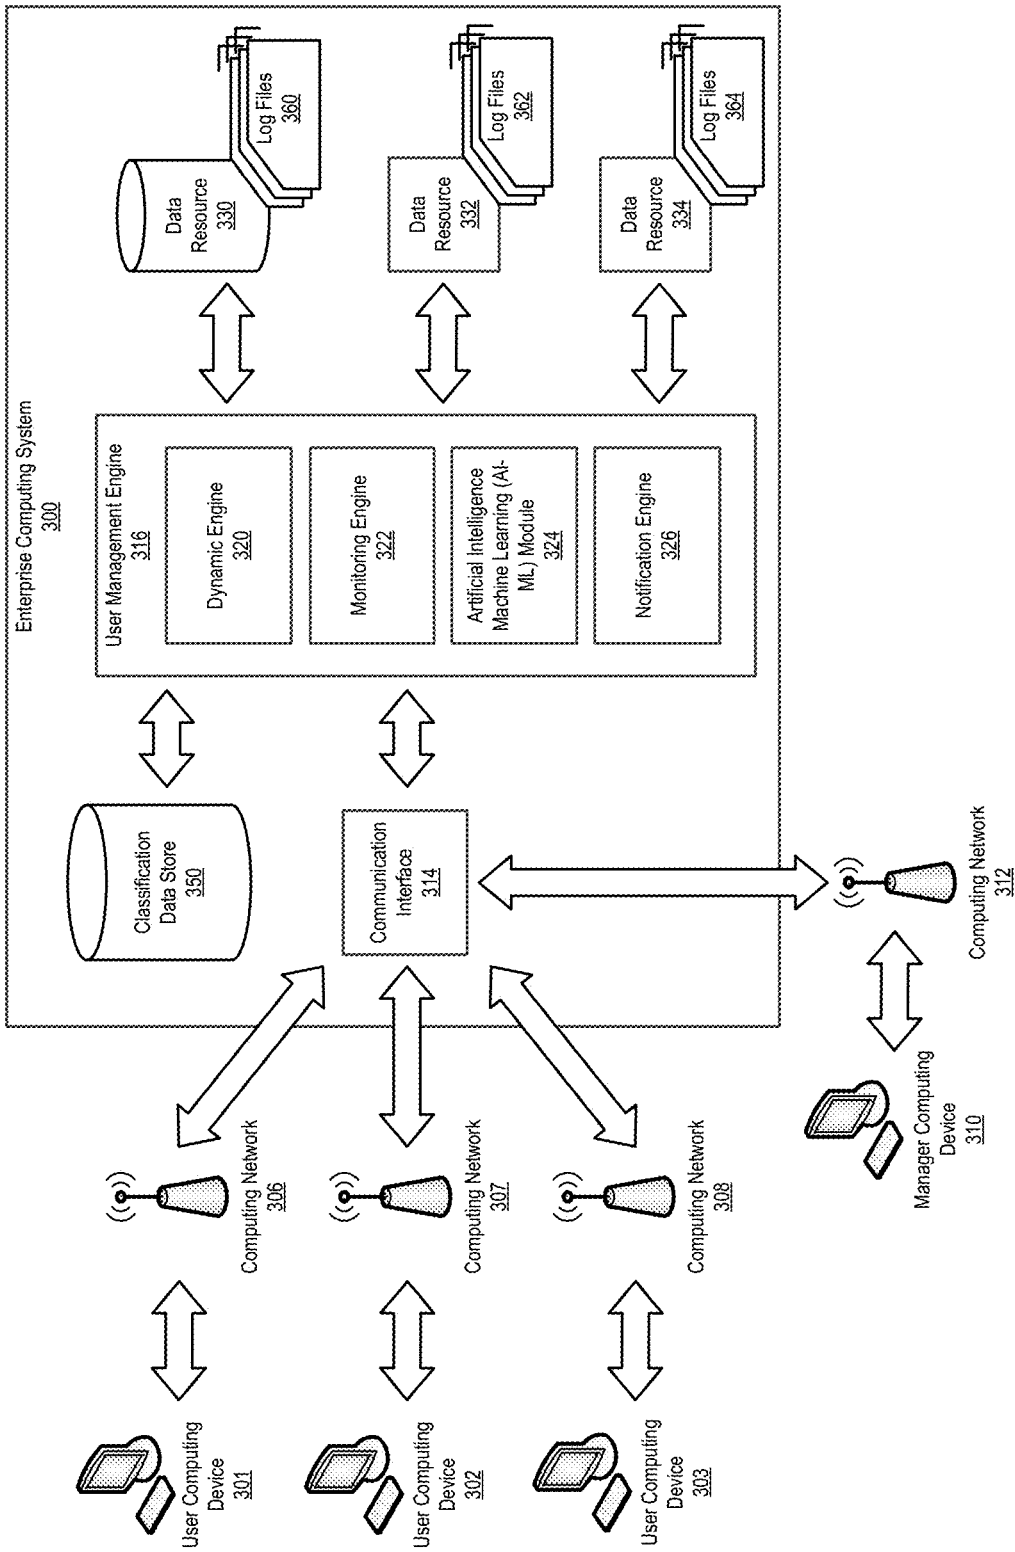 Enterprise Computing System
300
User Computing
Device
301
Computing Network
306
Classification
Data Store
350
User Management Engine
316
Dynamic Engine
320
Data
Resource
330
Log Files
360
User Computing
Device
302
Computing Network
307
Communication
Interface
314
Monitoring Engine
322
Data
Resource
332
Log Files
362
Artificial Intelligence
Machine Learning (AI-
ML) Module
324
User Computing
Device
303
Computing Network
308
Notification Engine
326
Data
Resource
334
Log Files
364
Manager Computing
Device
310
Computing Network
312